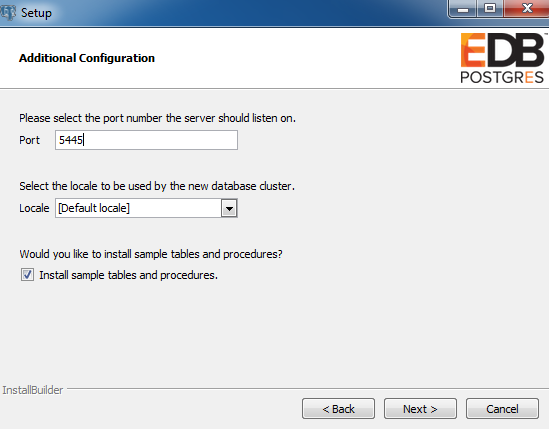 Setup
Additional Configuration
EDB™
POSTGRES
Please select the port number the server should listen on.
Port 5445
Select the locale to be used by the new database cluster.
Locale [Default locale]
Would you like to install sample tables and procedures?
Install sample tables and procedures.
InstallBuilder
< Back Next > Cancel